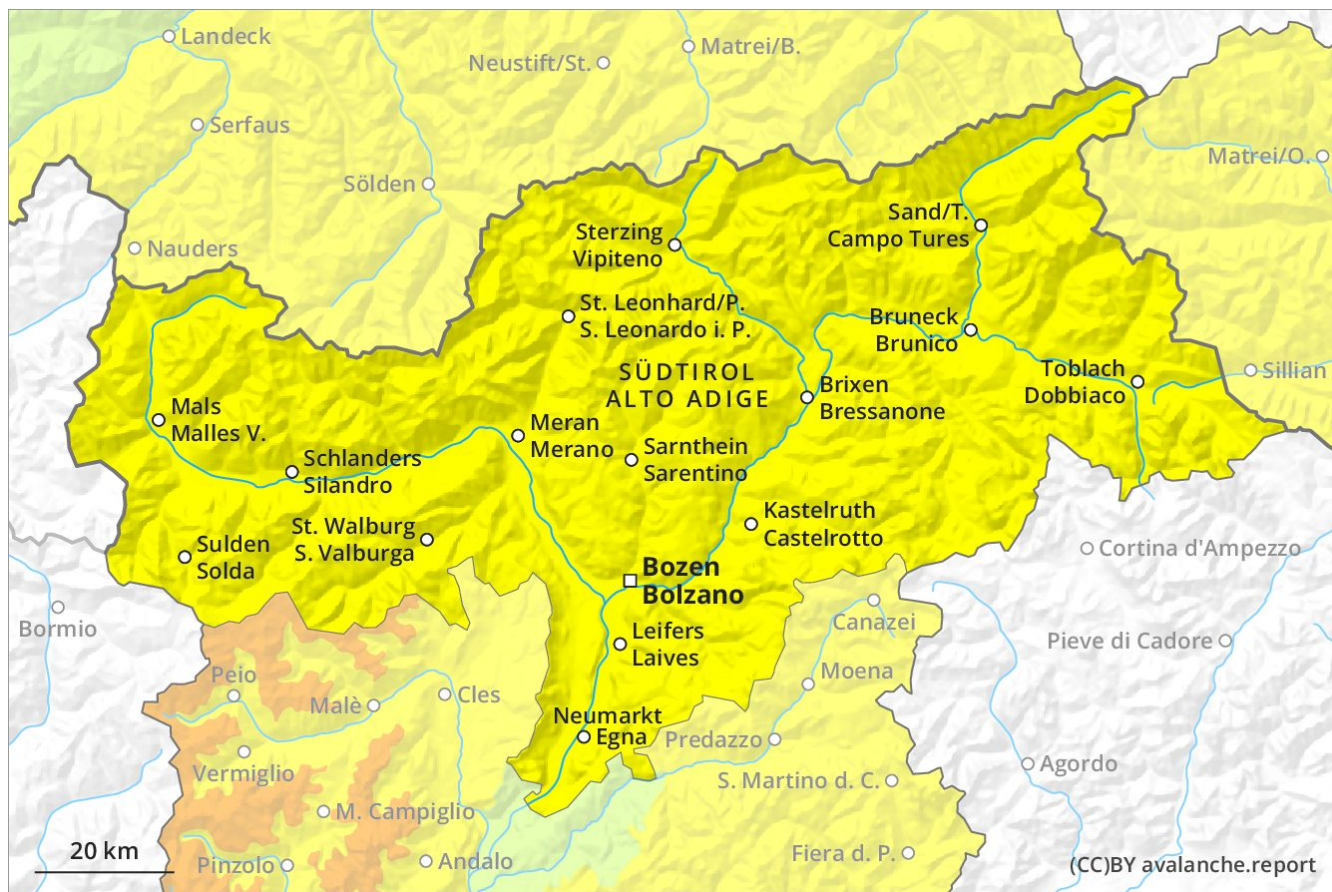 Landeck
Matrei/B.
Neustift/St.
Serfaus
Matrei/O.
Sölden
Sand/T.
Campo Tures
Nauders
Sterzing
Vipiteno
St. Leonhard/P.
S. Leonardo i. P.
Bruneck
Brunico
SÜDTIROL
ALTO ADIGE
Toblach
Dobbiaco
Sillian
Brixen
Bressanone
Mals
Malles V.
Meran
Merano
Sarnthein
Sarentino
Schlanders
Silandro
Kastelruth
Castelrotto
St. Walburg
S. Valburga
Sulden
Solda
Cortina d'Ampezzo
Bozen
Bolzano
Bormio
Canazei
Leifers
Laives
Pieve di Cadore
Peio
Moena
Malè
Cles
Neumarkt
Egna
Predazzo
Vermiglio
Agordo
S. Martino d. C.
M. Campiglio
20 km
Pinzolo
Andalo
Fiera d. P.
(CC)BY avalanche.report